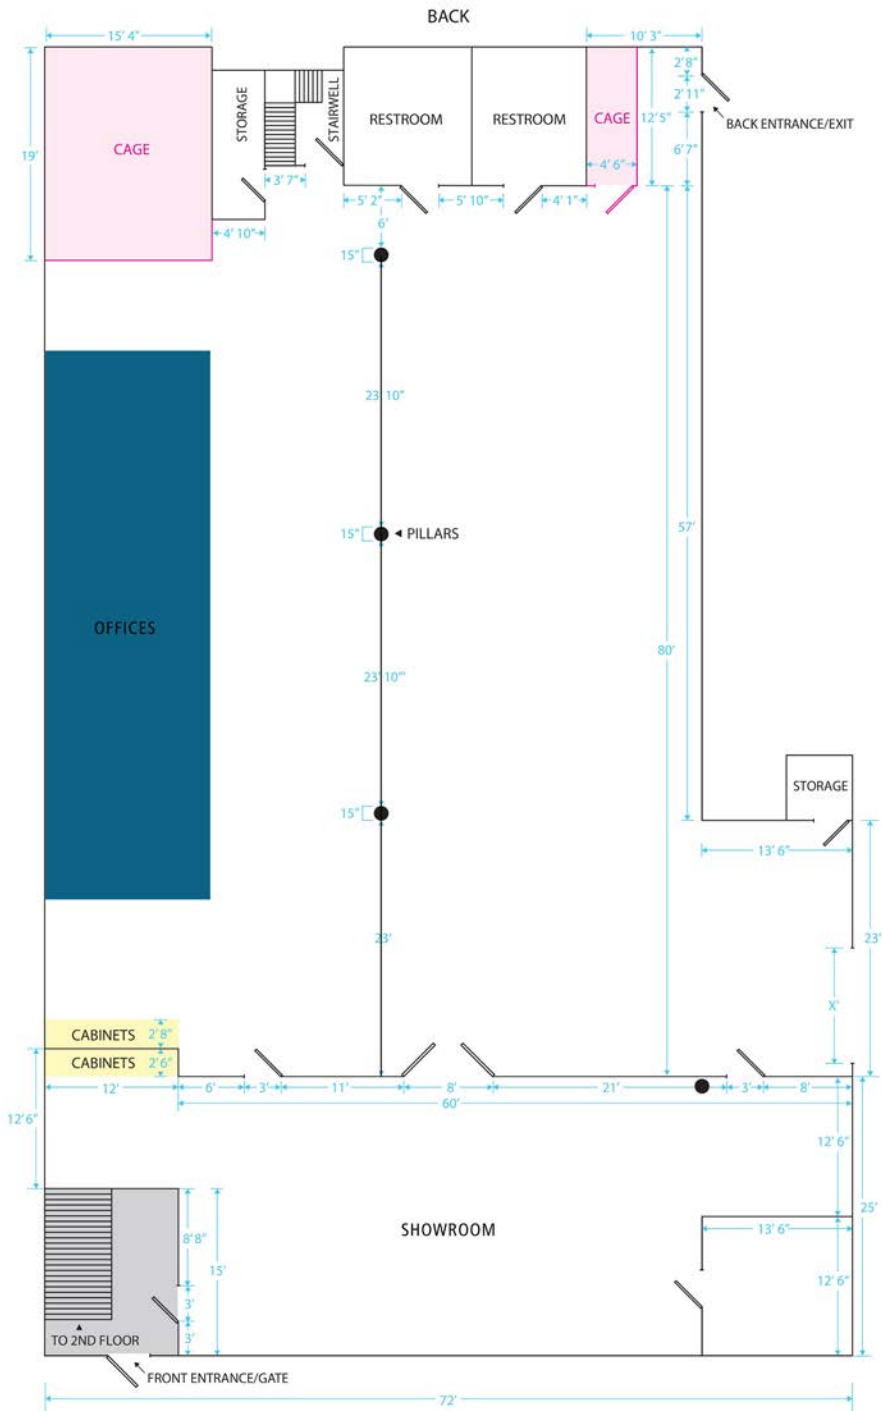 BACK
15' 4"
10' 3"
2' 8"
2' 11"
BACK ENTRANCE/EXIT
STORAGE
STAIRWELL
RESTROOM
RESTROOM
CAGE
12' 5"
CAGE
19'
6' 7"
4' 6"
3' 7"
5' 2"
5' 10"
4' 1"
6'
4' 10"
15"
23' 10"
15"
PILLARS
57'
OFFICES
80'
23' 10"'
STORAGE
15"
13' 6"
23'
23'
X'
CABINETS
2' 8"
CABINETS
2' 6"
12'
6'
3'
11'
8'
21'
3'
8'
60'
12' 6"
12' 6"
25'
SHOWROOM
13' 6"
8' 8"
15'
12' 6"
3'
3'
TO 2ND FLOOR
FRONT ENTRANCE/GATE
72'